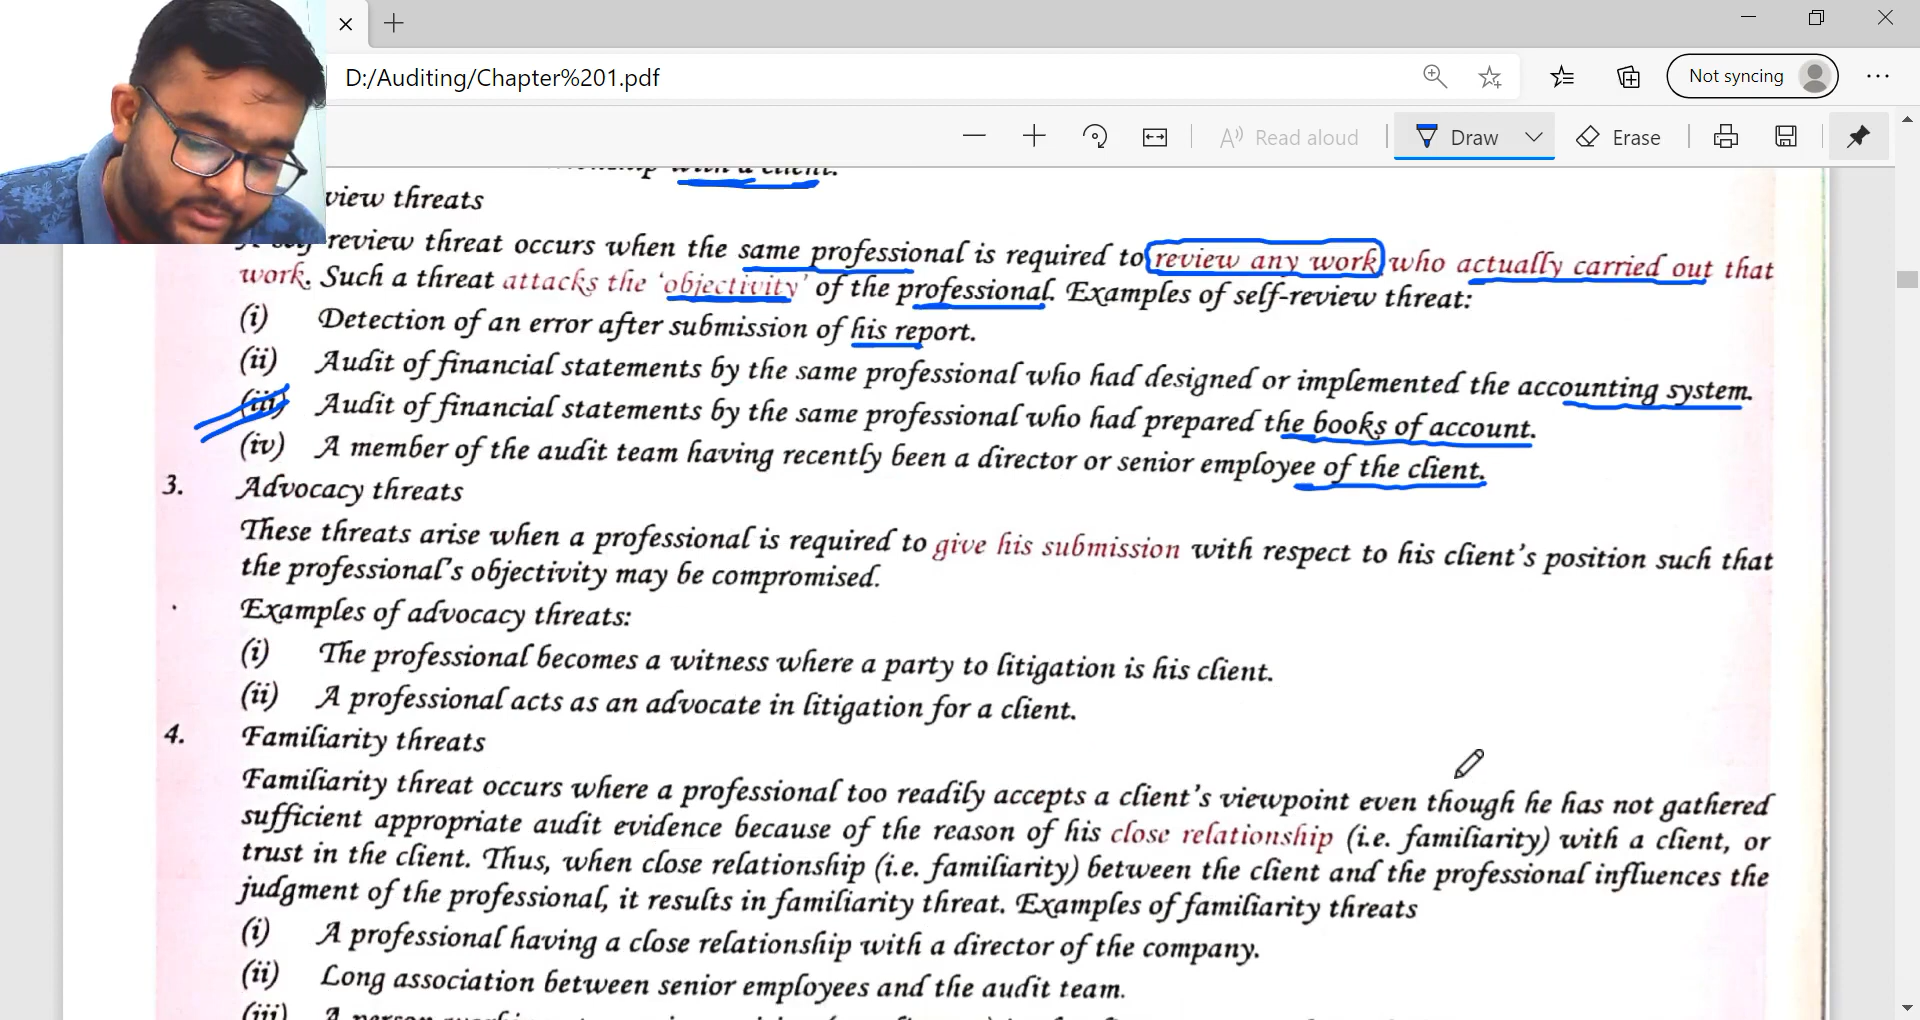 D:/Auditing/Chapter%201.pdf
Not syncing
Read aloud
Draw
Erase
with a client.
view threats
review threat occurs when the same professional is required to review any work who actually carried out that
work. Such a threat attacks the ‘objectivity’ of the professional. Examples of self-review threat:
(i) Detection of an error after submission of his report.
(ii) Audit of financial statements by the same professional who had designed or implemented the accounting system.
(iii) Audit of financial statements by the same professional who had prepared the books of account.
(iv) A member of the audit team having recently been a director or senior employee of the client.
3. Advocacy threats
These threats arise when a professional is required to give his submission with respect to his client’s position such that
the professional’s objectivity may be compromised.
Examples of advocacy threats:
(i) The professional becomes a witness where a party to litigation is his client.
(ii) A professional acts as an advocate in litigation for a client.
4. Familiarity threats
Familiarity threat occurs where a professional too readily accepts a client’s viewpoint even though he has not gathered
sufficient appropriate audit evidence because of the reason of his close relationship (i.e. familiarity) with a client, or
trust in the client. Thus, when close relationship (i.e. familiarity) between the client and the professional influences the
judgment of the professional, it results in familiarity threat. Examples of familiarity threats
(i) A professional having a close relationship with a director of the company.
(ii) Long association between senior employees and the audit team.
(iii) A person